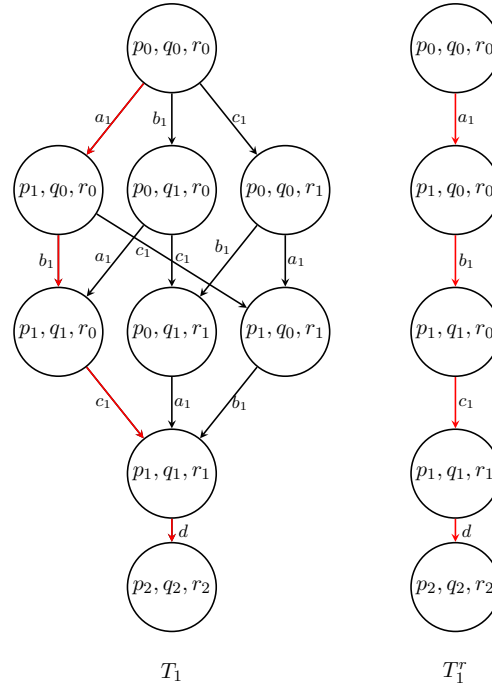 p₀, q₀, r₀ p₀, q₀, r₀
a₁ b₁ c₁ a₁
p₁, q₀, r₀ p₀, q₁, r₀ p₀, q₀, r₁ p₁, q₀, r₀
b₁ a₁ c₁ c₁ b₁ a₁ b₁
p₁, q₁, r₀ p₀, q₁, r₁ p₁, q₀, r₁ p₁, q₁, r₀
c₁ a₁ b₁ c₁
p₁, q₁, r₁ p₁, q₁, r₁
d d
p₂, q₂, r₂ p₂, q₂, r₂
T₁ T₁ʳ